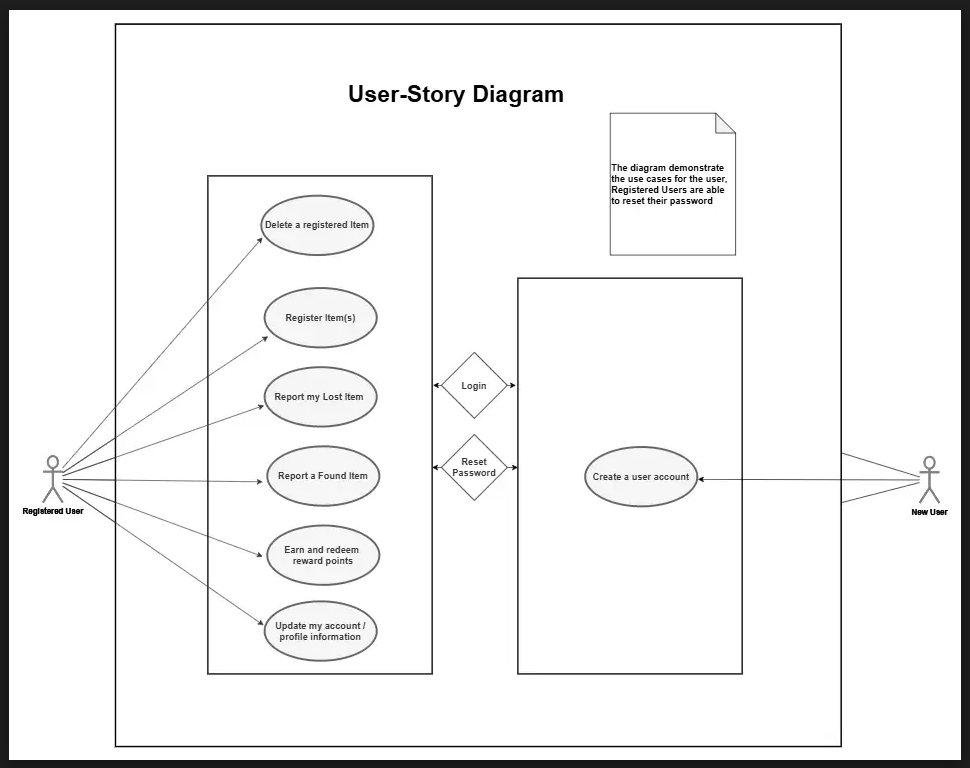 User-Story Diagram
The diagram demonstrate
the use cases for the user,
Registered Users are able
to reset their password
Delete a registered Item
Register Item(s)
Report my Lost Item
Login
Report a Found Item
Reset
Password
Create a user account
Registered User
New User
Earn and redeem
reward points
Update my account /
profile information